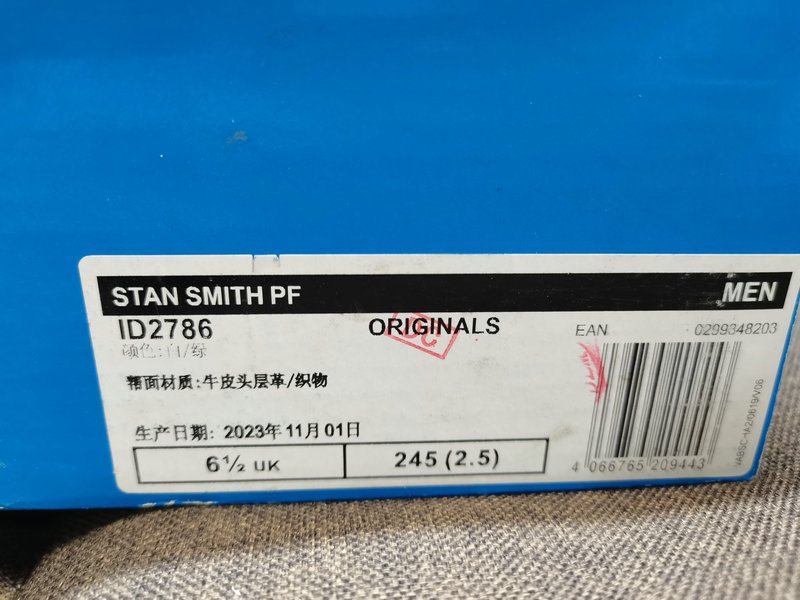 STAN SMITH PF MEN
ID2786 ORIGINALS EAN 0299348203
颜色:白/绿
DC
鞋面材质:牛皮头层革/织物
生产日期: 2023年11月01日
6½ UK 245 (2.5)
4 066765 209443